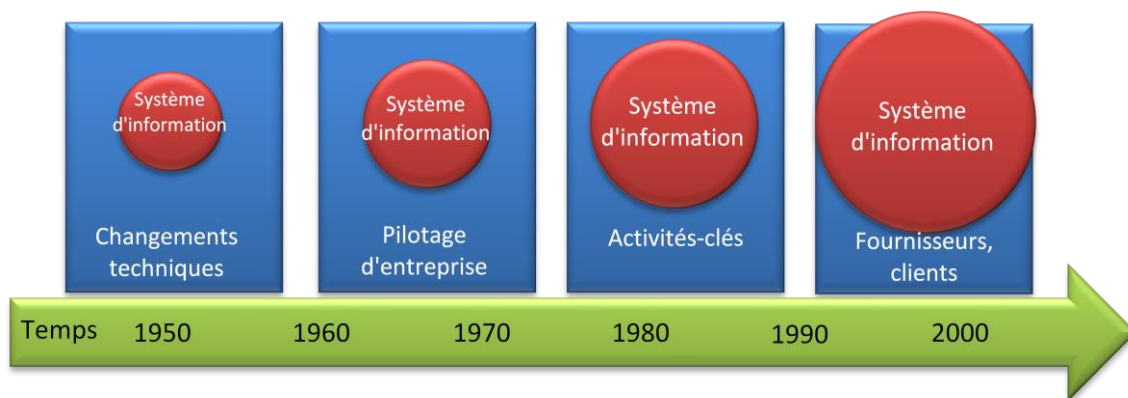 Système
d'information
Changements
techniques
Système
d'information
Pilotage
d'entreprise
Système
d'information
Activités-clés
Système
d'information
Fournisseurs,
clients
Temps 1950 1960 1970 1980 1990 2000